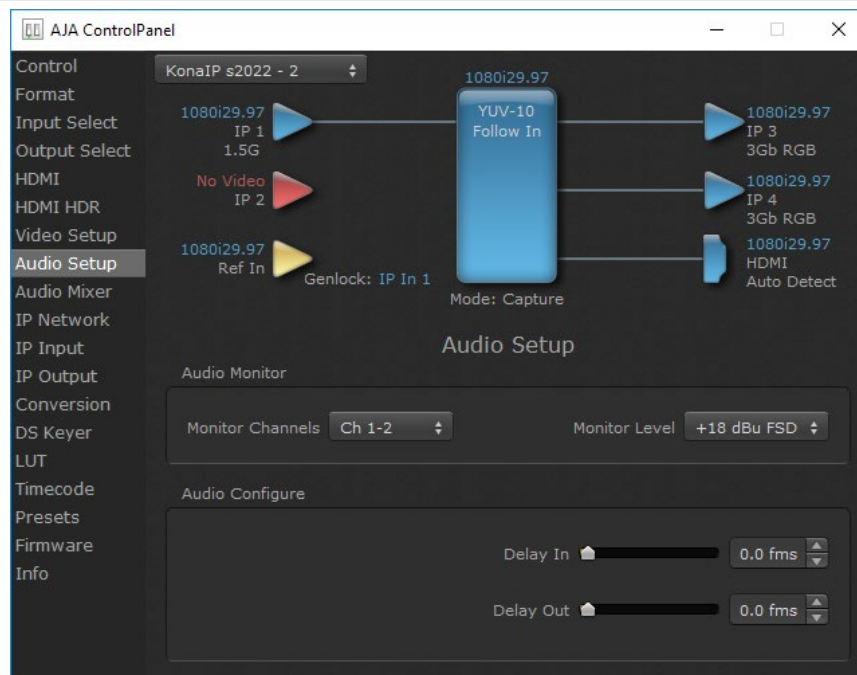 AJA ControlPanel
Control
Format
Input Select
Output Select
HDMI
HDMI HDR
Video Setup
Audio Setup
Audio Mixer
IP Network
IP Input
IP Output
Conversion
DS Keyer
LUT
Timecode
Presets
Firmware
Info
KonaIP s2022 - 2
1080i29.97
IP 1
1.5G
No Video
IP 2
1080i29.97
Ref In
Genlock: IP In 1
1080i29.97
YUV-10
Follow In
Mode: Capture
1080i29.97
IP 3
3Gb RGB
1080i29.97
IP 4
3Gb RGB
1080i29.97
HDMI
Auto Detect
Audio Setup
Audio Monitor
Monitor Channels Ch 1-2 Monitor Level +18 dBu FSD
Audio Configure
Delay In 0.0 fms
Delay Out 0.0 fms